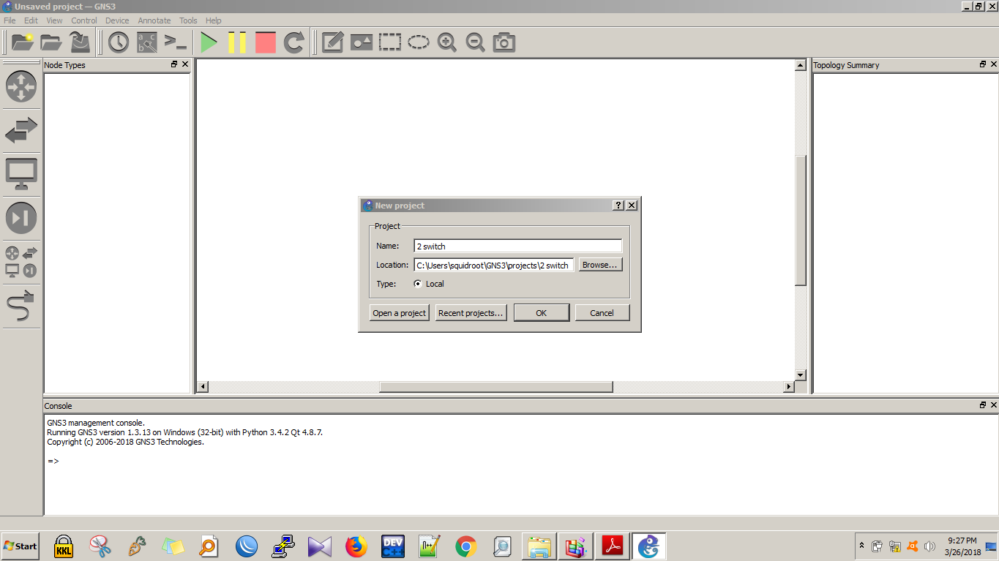 Unsaved project — GNS3
File Edit View Control Device Annotate Tools Help
a c
b
>_
Node Types
Topology Summary
New project
Project
Name: 2 switch
Location: C:\Users\squidroot\GNS3\projects\2 switch Browse...
Type: Local
Open a project Recent projects... OK Cancel
Console
GNS3 management console.
Running GNS3 version 1.3.13 on Windows (32-bit) with Python 3.4.2 Qt 4.8.7.
Copyright (c) 2006-2018 GNS3 Technologies.
=>
Start
KKL
DEV
C++
9:27 PM
3/26/2018